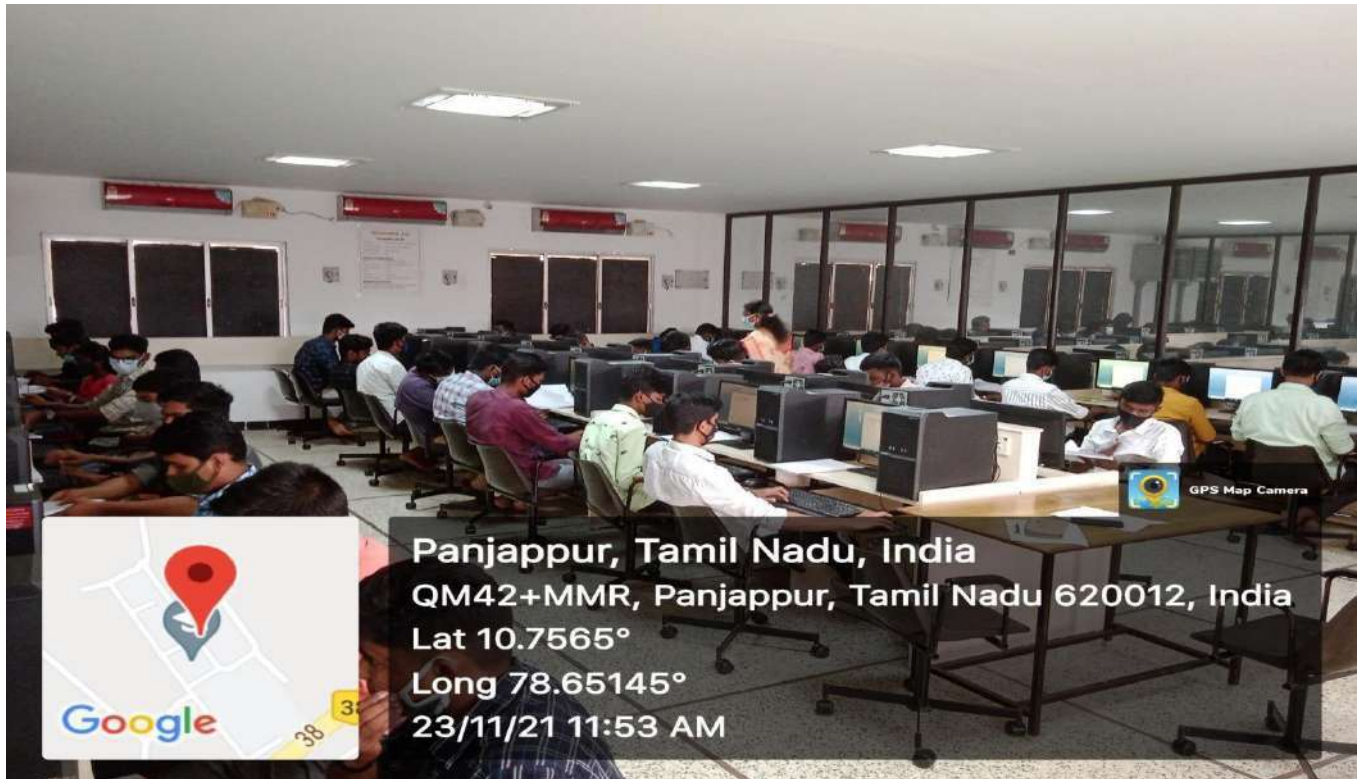 GPS Map Camera
Panjappur, Tamil Nadu, India
QM42+MMR, Panjappur, Tamil Nadu 620012, India
Lat 10.7565°
Long 78.65145°
23/11/21 11:53 AM
Google
38
38